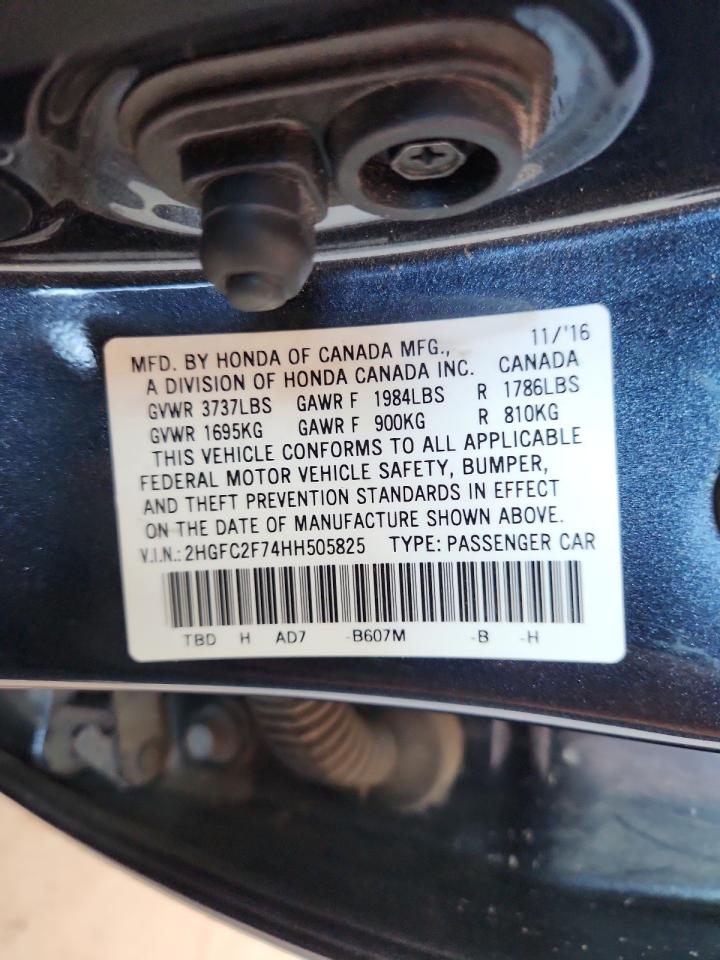 11/'16
MFD. BY HONDA OF CANADA MFG., CANADA
A DIVISION OF HONDA CANADA INC.
GVWR 3737LBS GAWR F 1984LBS R 1786LBS
GVWR 1695KG GAWR F 900KG R 810KG
THIS VEHICLE CONFORMS TO ALL APPLICABLE
FEDERAL MOTOR VEHICLE SAFETY, BUMPER,
AND THEFT PREVENTION STANDARDS IN EFFECT
ON THE DATE OF MANUFACTURE SHOWN ABOVE.
V.I.N.: 2HGFC2F74HH505825 TYPE: PASSENGER CAR
TBD H AD7 -B607M -B -H